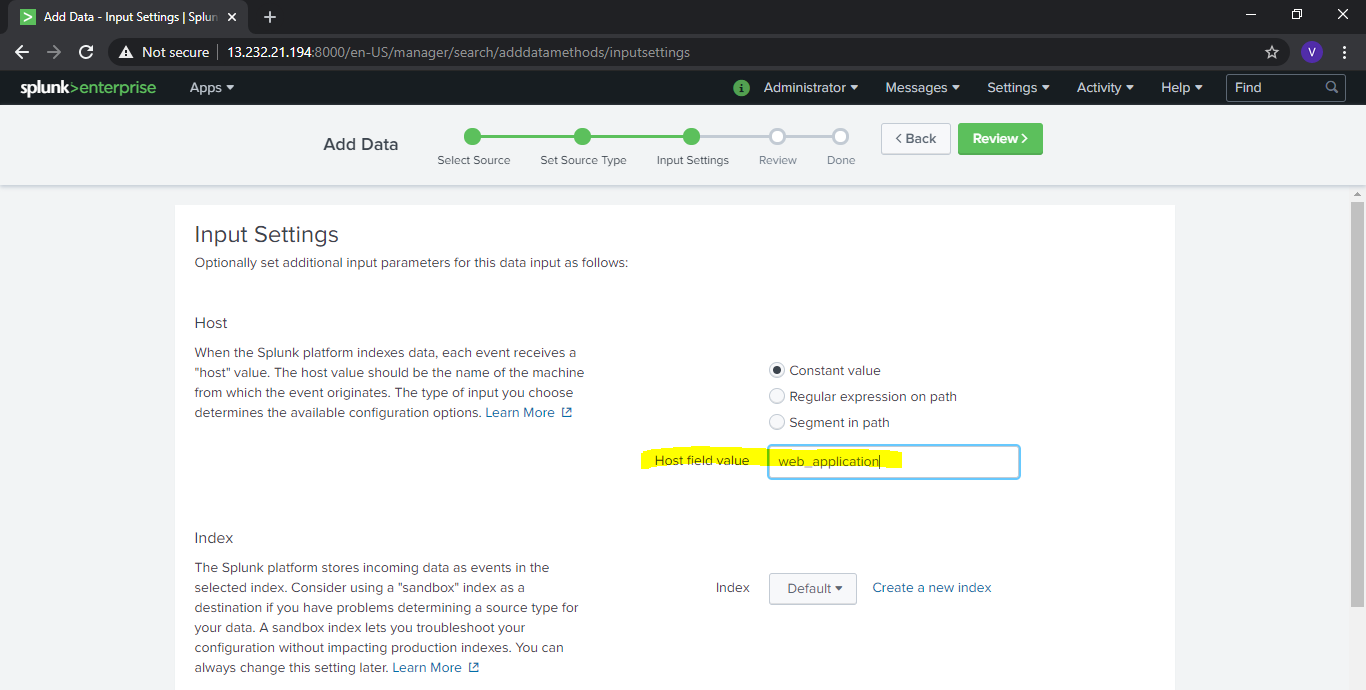 Add Data - Input Settings | Splun
Not secure | 13.232.21.194:8000/en-US/manager/search/adddatamethods/inputsettings
V
splunk>enterprise Apps i Administrator Messages Settings Activity Help Find
Add Data
Select Source Set Source Type Input Settings Review Done
< Back
Review >
Input Settings
Optionally set additional input parameters for this data input as follows:
Host
When the Splunk platform indexes data, each event receives a
"host" value. The host value should be the name of the machine
from which the event originates. The type of input you choose
determines the available configuration options. Learn More
Constant value
Regular expression on path
Segment in path
Host field value web_application
Index
The Splunk platform stores incoming data as events in the
selected index. Consider using a "sandbox" index as a
destination if you have problems determining a source type for
your data. A sandbox index lets you troubleshoot your
configuration without impacting production indexes. You can
always change this setting later. Learn More
Index Default Create a new index